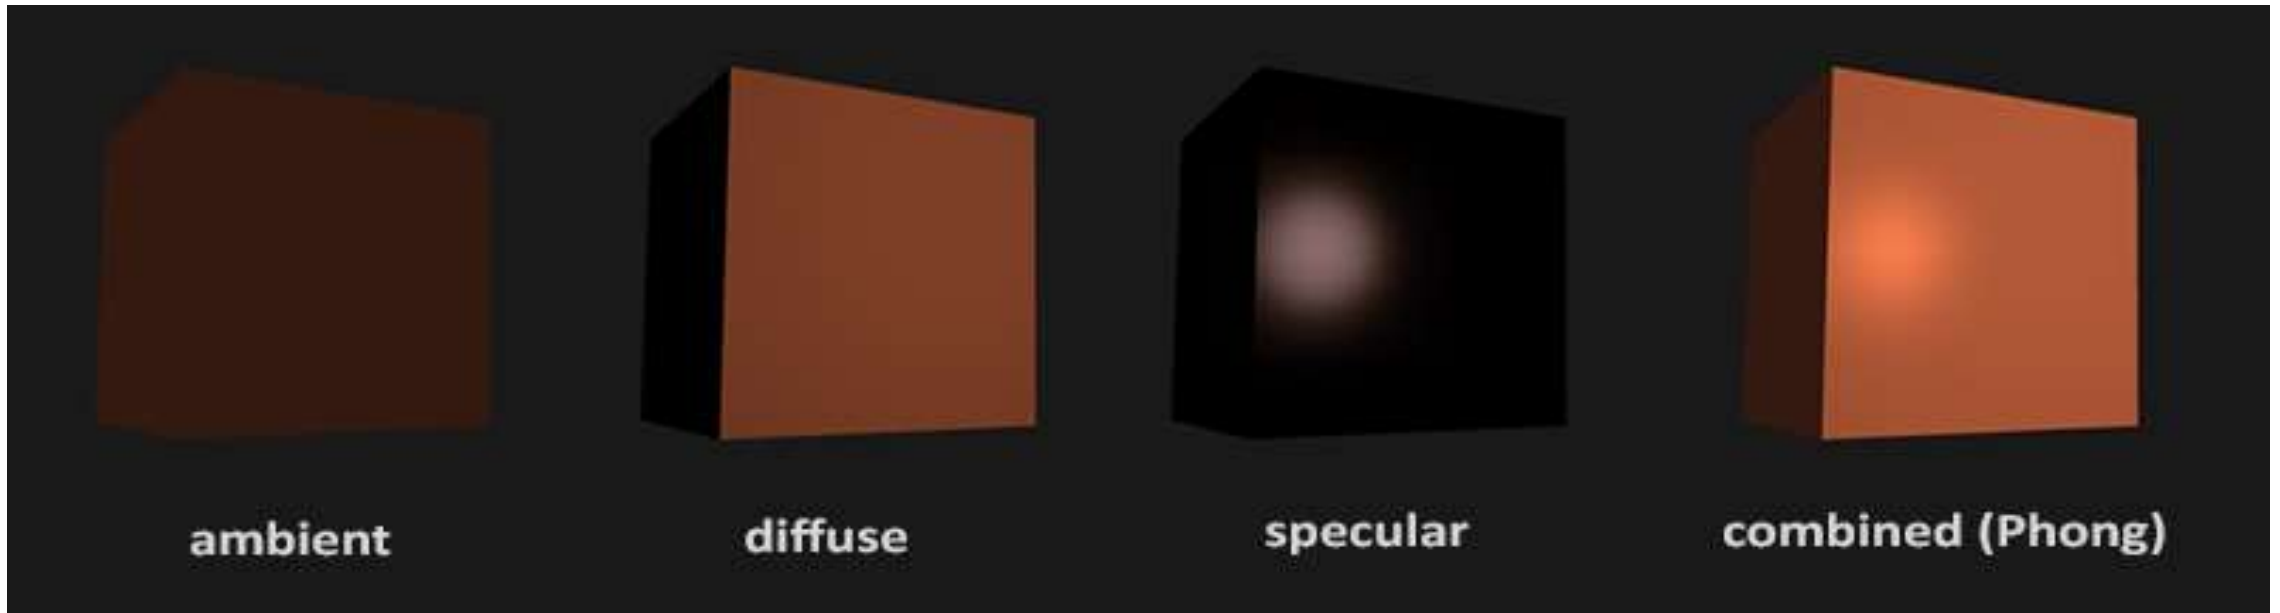 ambient
diffuse
specular
combined (Phong)